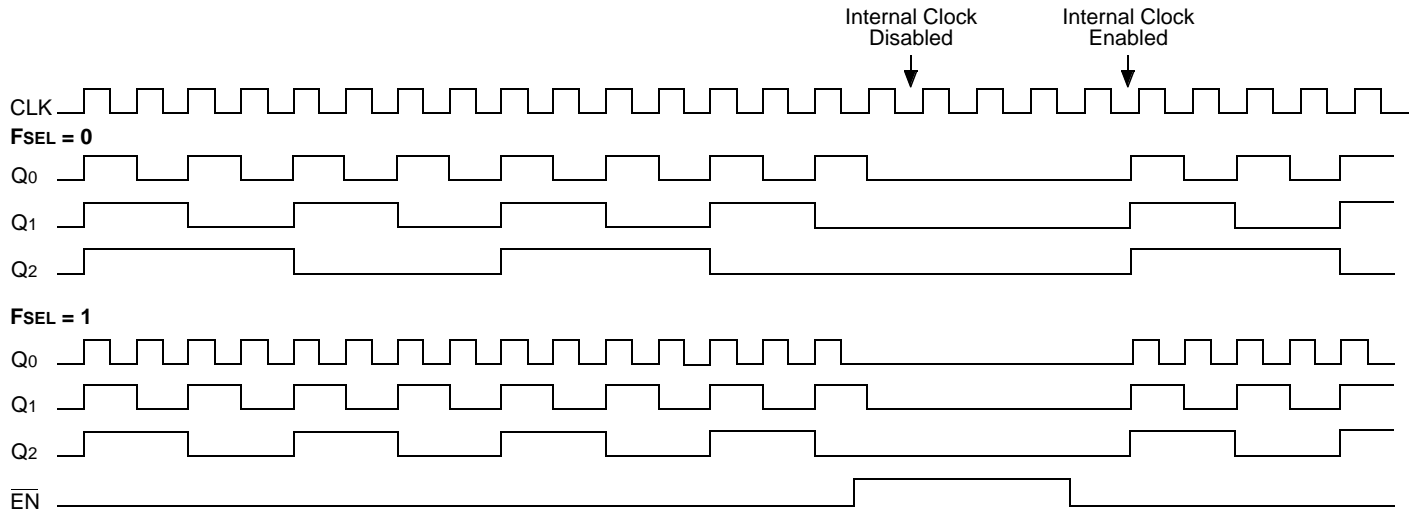 Internal Clock
Disabled
Internal Clock
Enabled
CLK
FSEL = 0
Q0
Q1
Q2
FSEL = 1
Q0
Q1
Q2
EN